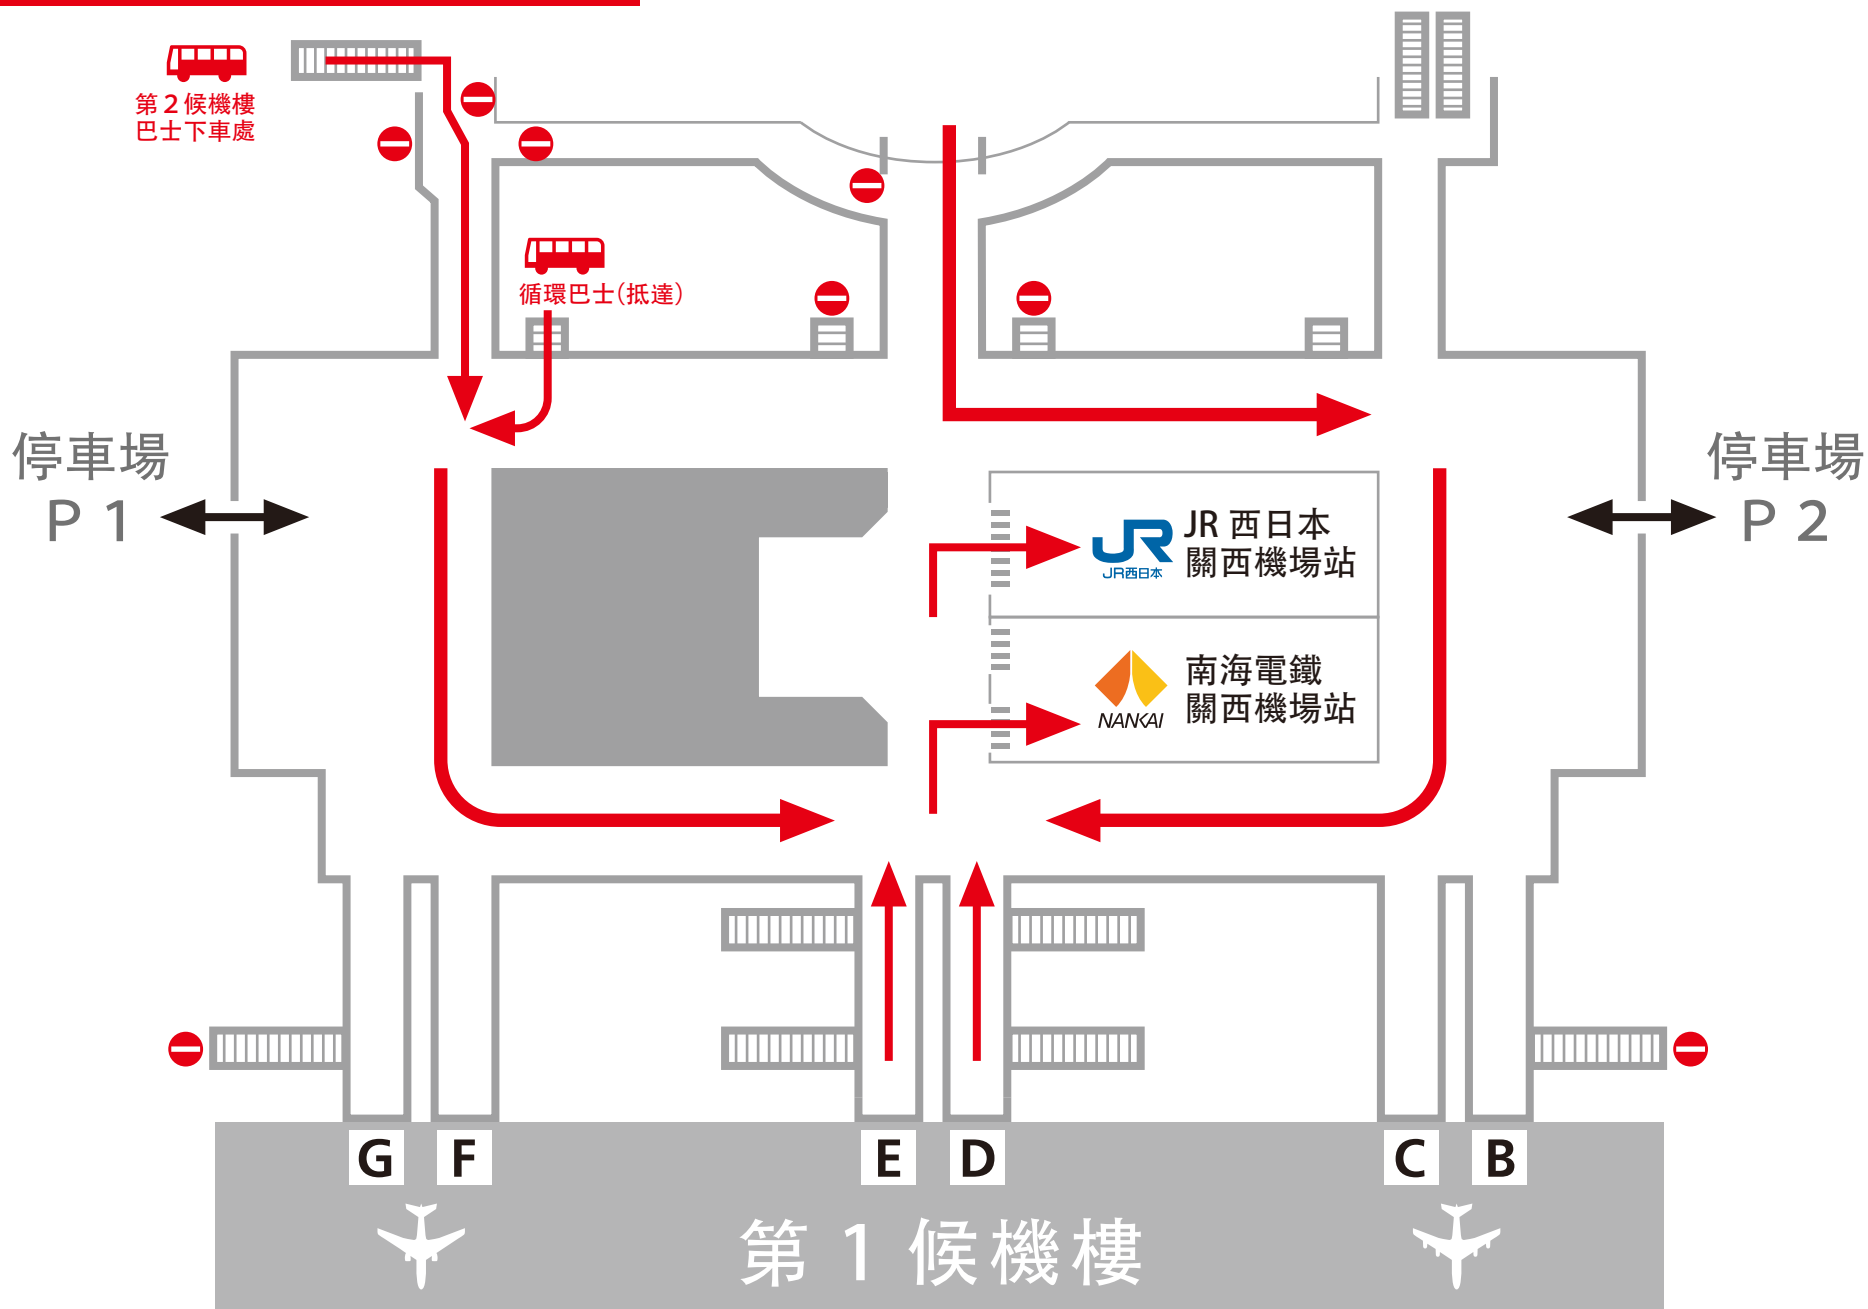 第2候機樓
巴士下車處
循環巴士(抵達)
停車場
P 1
停車場
P 2
JR 西日本
關西機場站
JR
JR西日本
南海電鐵
關西機場站
NANKAI
G F E D C B
第 1 候機樓